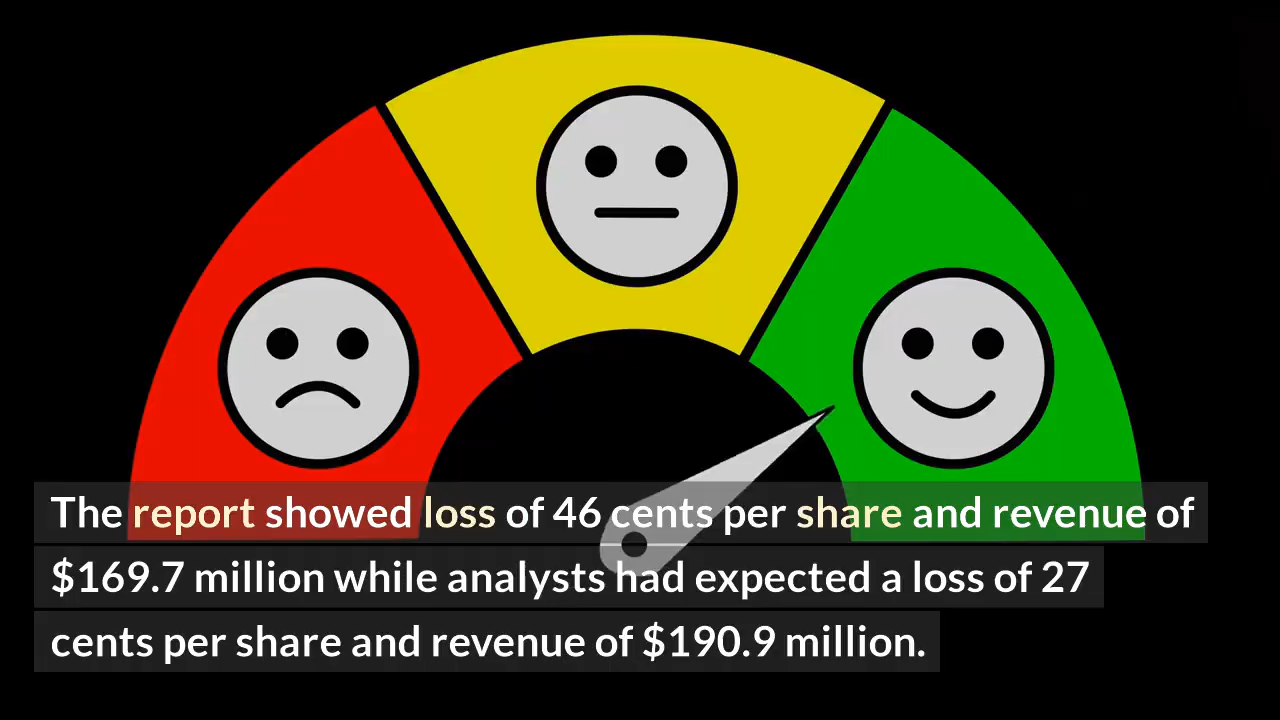 The report showed loss of 46 cents per share and revenue of
$169.7 million while analysts had expected a loss of 27
cents per share and revenue of $190.9 million.